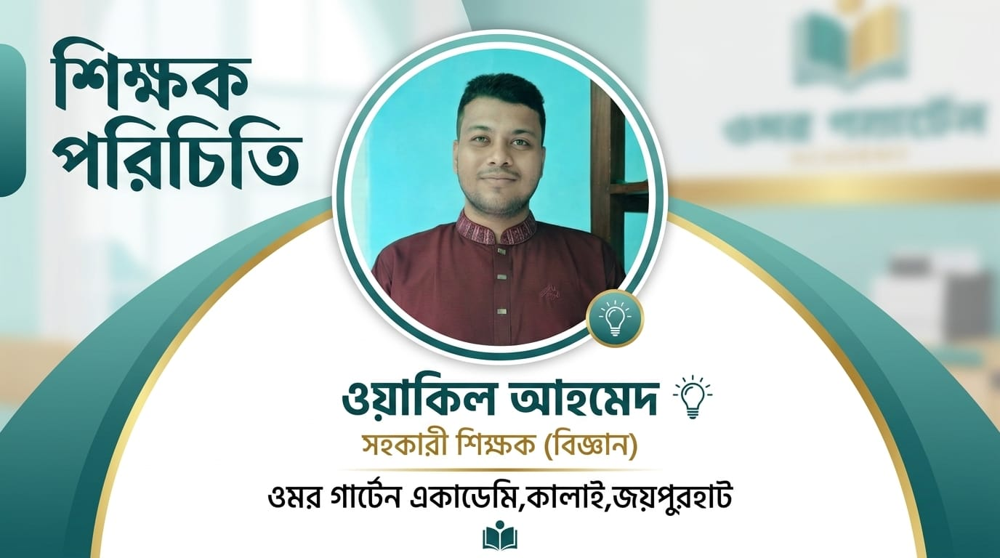 শিক্ষক
পরিচিতি
ওয়াকিল আহমেদ
সহকারী শিক্ষক (বিজ্ঞান)
ওমর গার্টেন একাডেমি,কালাই,জয়পুরহাট